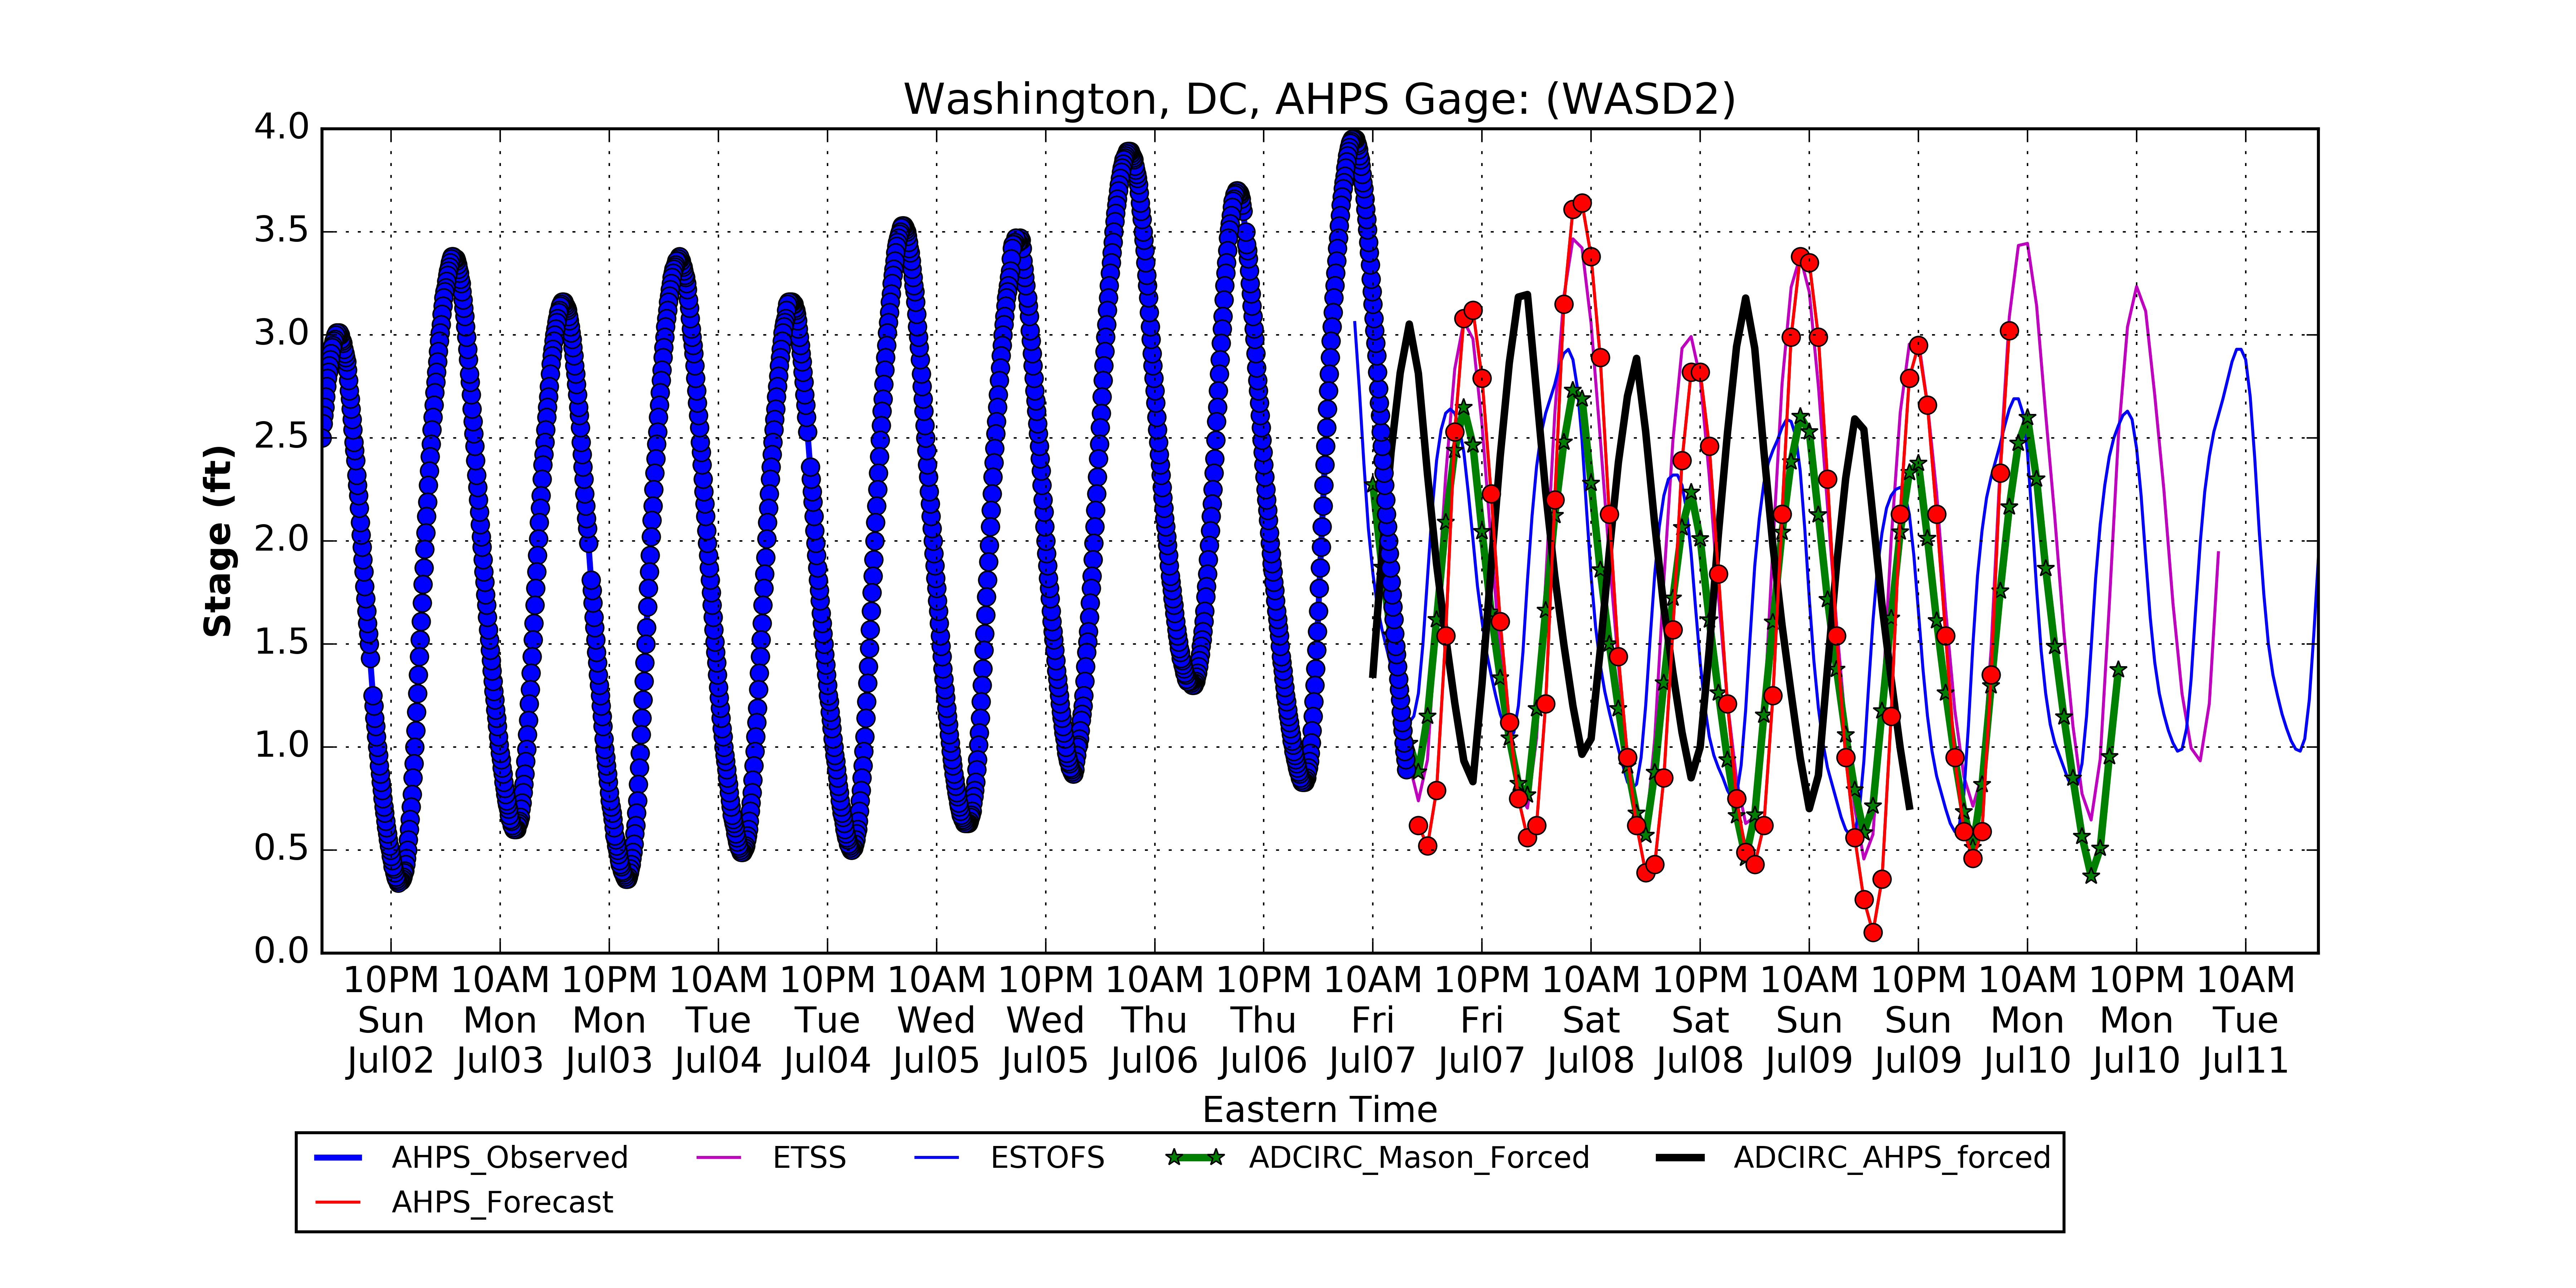 Washington, DC, AHPS Gage: (WASD2)
4.0
3.5
3.0
2.5
2.0
1.5
1.0
0.5
0.0
Stage (ft)
10PM 10AM 10PM 10AM 10PM 10AM 10PM 10AM 10PM 10AM 10PM 10AM 10PM 10AM 10PM 10AM 10PM 10AM
Sun Mon Mon Tue Tue Wed Wed Thu Thu Fri Fri Sat Sat Sun Sun Mon Mon Tue
Jul02 Jul03 Jul03 Jul04 Jul04 Jul05 Jul05 Jul06 Jul06 Jul07 Jul07 Jul08 Jul08 Jul09 Jul09 Jul10 Jul10 Jul11
Eastern Time
AHPS_Observed ETSS ESTOFS ADCIRC_Mason_Forced ADCIRC_AHPS_forced
AHPS_Forecast